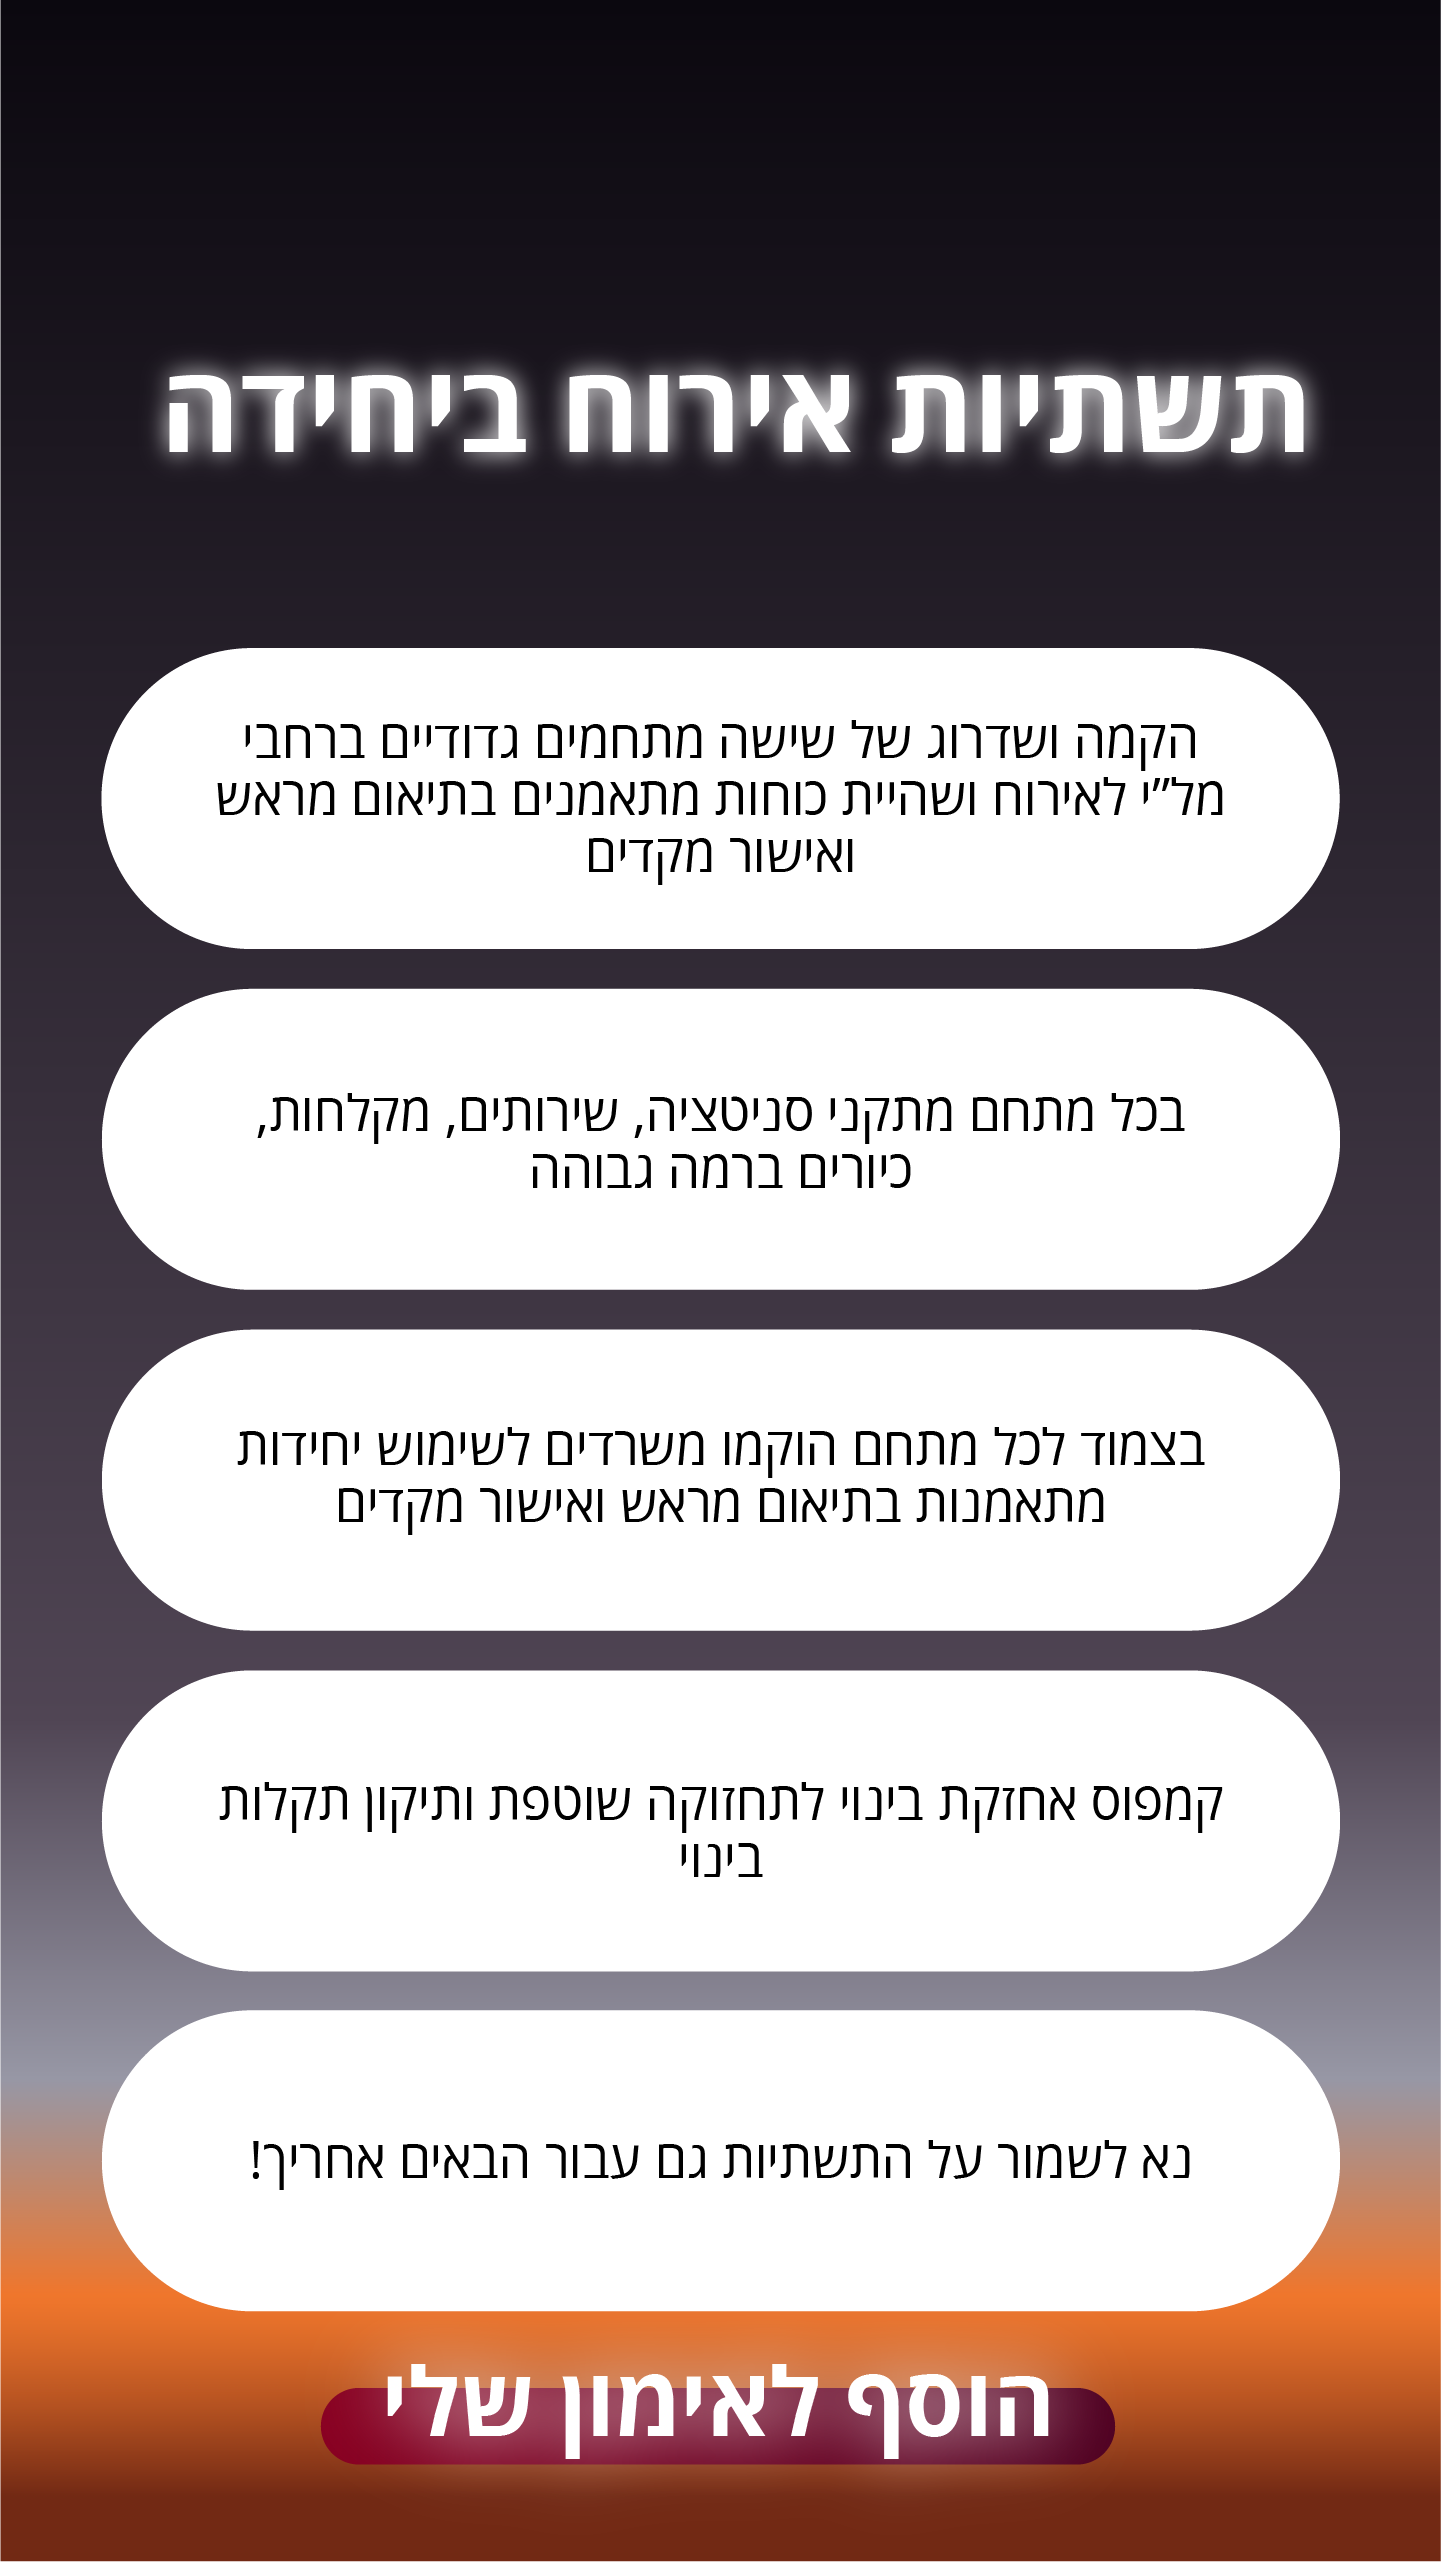 תשתיות אירוח ביחידה
הקמה ושדרוג של שישה מתחמים גדודיים ברחבי
מל״י לאירוח ושהיית כוחות מתאמנים בתיאום מראש
ואישור מקדים
בכל מתחם מתקני סניטציה, שירותים, מקלחות,
כיורים ברמה גבוהה
בצמוד לכל מתחם הוקמו משרדים לשימוש יחידות
מתאמנות בתיאום מראש ואישור מקדים
קמפוס אחזקת בינוי לתחזוקה שוטפת ותיקון תקלות
בינוי
נא לשמור על התשתיות גם עבור הבאים אחריך!
הוסף לאימון שלי